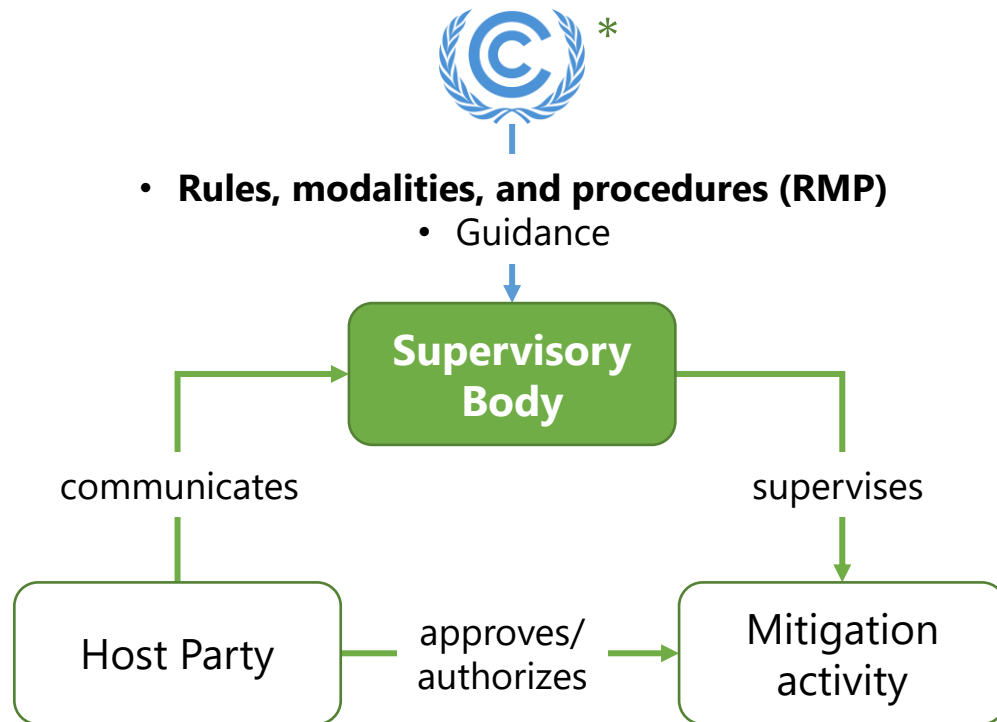 *
• Rules, modalities, and procedures (RMP)
• Guidance
Supervisory
Body
communicates
supervises
Host Party
approves/
authorizes
Mitigation
activity